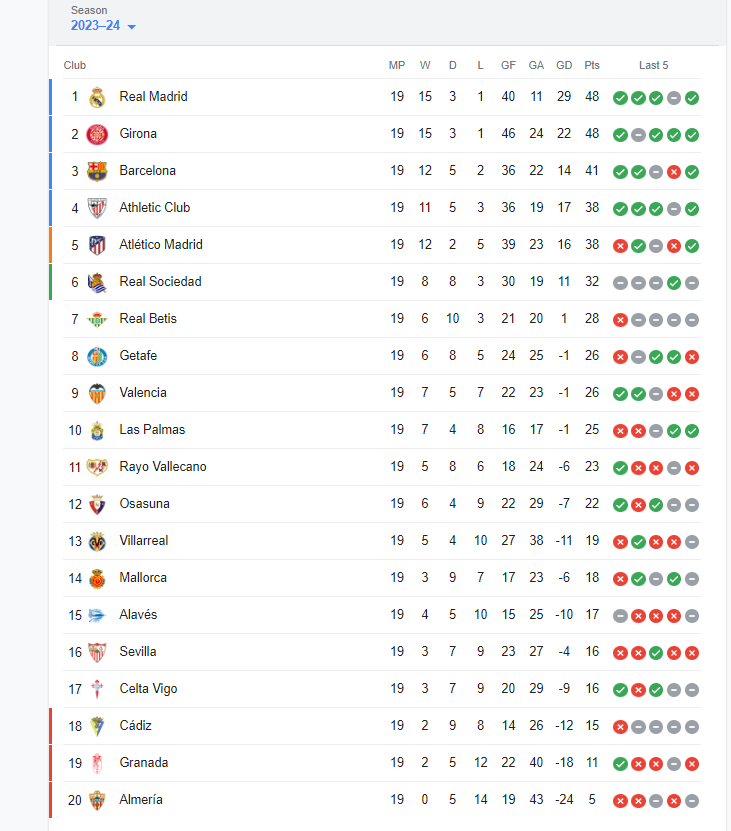 Season
2023–24
Club MP W D L GF GA GD Pts Last 5
1 Real Madrid 19 15 3 1 40 11 29 48
2 Girona 19 15 3 1 46 24 22 48
3 Barcelona 19 12 5 2 36 22 14 41
4 Athletic Club 19 11 5 3 36 19 17 38
5 Atlético Madrid 19 12 2 5 39 23 16 38
6 Real Sociedad 19 8 8 3 30 19 11 32
7 Real Betis 19 6 10 3 21 20 1 28
8 Getafe 19 6 8 5 24 25 -1 26
9 Valencia 19 7 5 7 22 23 -1 26
10 Las Palmas 19 7 4 8 16 17 -1 25
11 Rayo Vallecano 19 5 8 6 18 24 -6 23
12 Osasuna 19 6 4 9 22 29 -7 22
13 Villarreal 19 5 4 10 27 38 -11 19
14 Mallorca 19 3 9 7 17 23 -6 18
15 Alavés 19 4 5 10 15 25 -10 17
16 Sevilla 19 3 7 9 23 27 -4 16
17 Celta Vigo 19 3 7 9 20 29 -9 16
18 Cádiz 19 2 9 8 14 26 -12 15
19 Granada 19 2 5 12 22 40 -18 11
20 Almería 19 0 5 14 19 43 -24 5